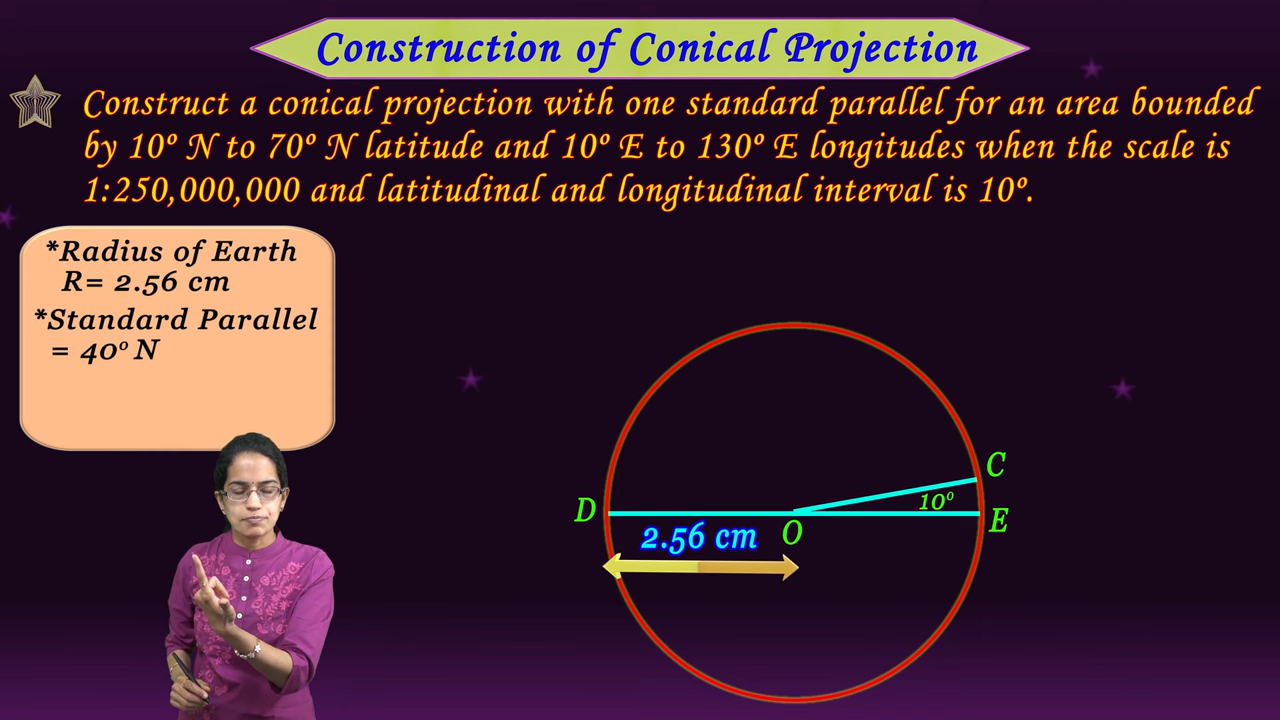 Construction of Conical Projection
Construct a conical projection with one standard parallel for an area bounded
by 10º N to 70º N latitude and 10º E to 130º E longitudes when the scale is
1:250,000,000 and latitudinal and longitudinal interval is 10º.
*Radius of Earth
R= 2.56 cm
*Standard Parallel
= 40º N
C
10º
D
E
O
2.56 cm